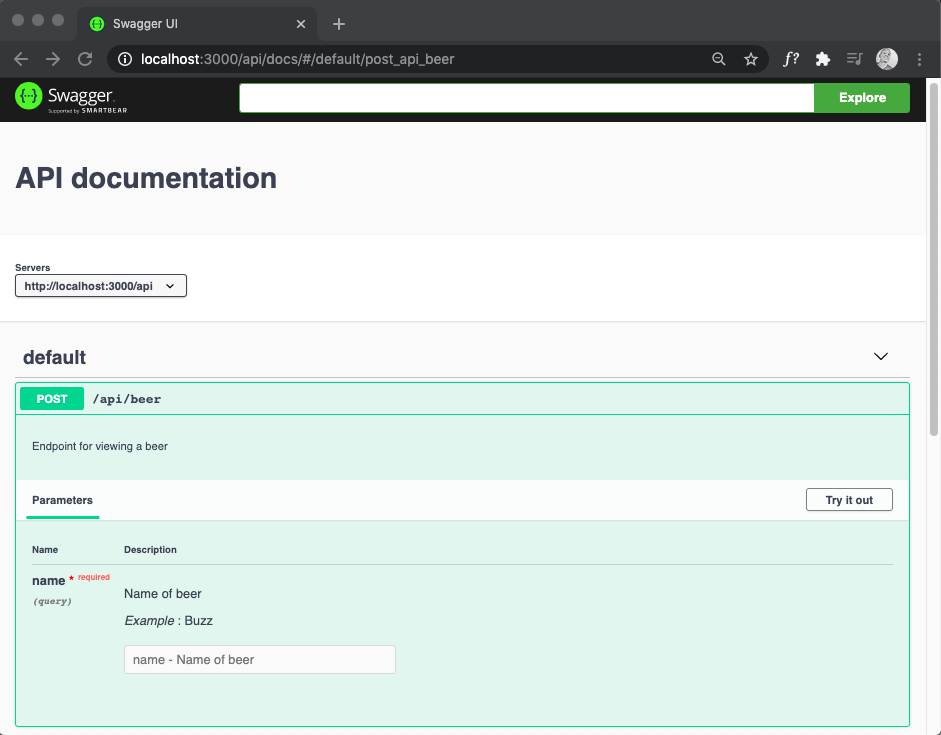 Swagger UI
localhost:3000/api/docs/#/default/post_api_beer
f?
Swagger.
Supported by SMARTBEAR
Explore
API documentation
Servers
http://localhost:3000/api
default
POST /api/beer
Endpoint for viewing a beer
Parameters
Try it out
Name Description
name * required
(query)
Name of beer
Example : Buzz
name - Name of beer